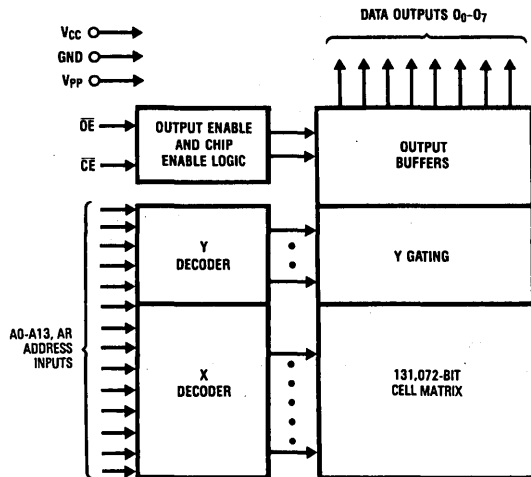 DATA OUTPUTS O0-O7
VCC
GND
VPP
OE
CE
OUTPUT ENABLE
AND CHIP
ENABLE LOGIC
OUTPUT
BUFFERS
Y
DECODER
Y GATING
A0-A13, AR
ADDRESS
INPUTS
X
DECODER
131,072-BIT
CELL MATRIX